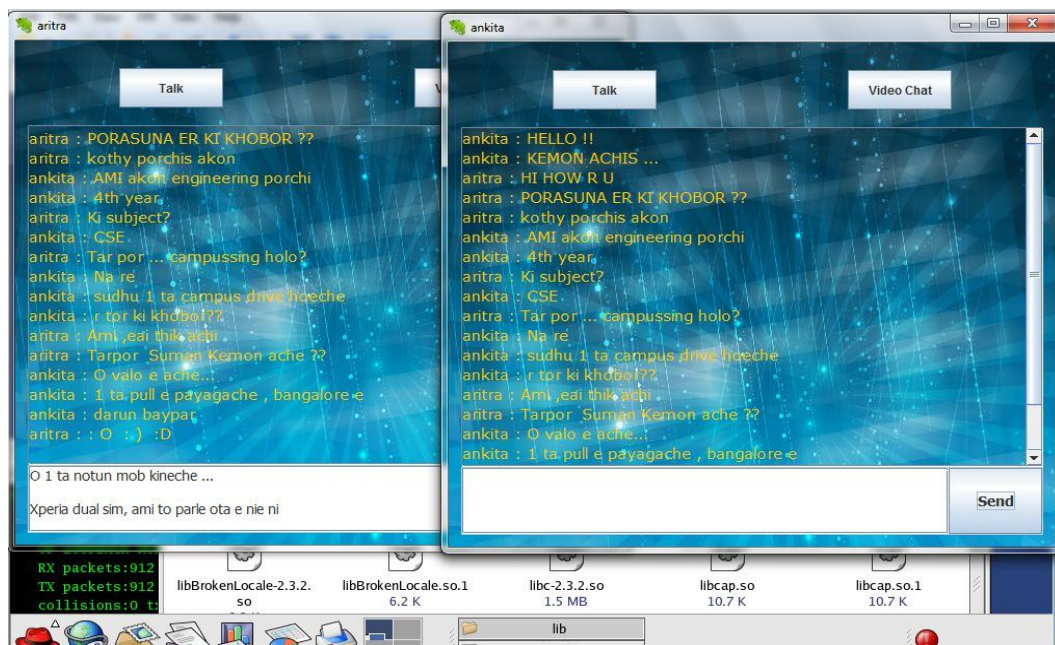 aritra
Talk
aritra : PORASUNA ER KI KHOBOR ??
aritra : kothy porchis akon
ankita : AMI akon engineering porchi
ankita : 4th year
aritra : Ki subject?
ankita : CSE
aritra : Tar por ... campussing holo?
ankita : Na re
ankita : sudhu 1 ta campus drive hoeche
ankita : r tor ki khobol??
aritra : Ami ,eai thik achi
aritra : Tarpor Suman Kemon ache ??
ankita : O valo e ache...
ankita : 1 ta pull e payagache , bangalore e
ankita : darun baypar
aritra : : O :) :D
O 1 ta notun mob kineche ...
Xperia dual sim, ami to parle ota e nie ni
ankita
Talk
Video Chat
ankita : HELLO !!
ankita : KEMON ACHIS ...
aritra : HI HOW R U
aritra : PORASUNA ER KI KHOBOR ??
aritra : kothy porchis akon
ankita : AMI akon engineering porchi
ankita : 4th year
aritra : Ki subject?
ankita : CSE
aritra : Tar por ... campussing holo?
ankita : Na re
ankita : sudhu 1 ta campus drive hoeche
ankita : r tor ki khobol??
aritra : Ami ,eai thik achi
aritra : Tarpor Suman Kemon ache ??
ankita : O valo e ache...
ankita : 1 ta pull e payagache , bangalore e
Send
RX packets:912
TX packets:912
collisions:0
libBrokenLocale-2.3.2.
so
libBrokenLocale.so.1
6.2 K
libc-2.3.2.so
1.5 MB
libcap.so
10.7 K
libcap.so.1
10.7 K
lib